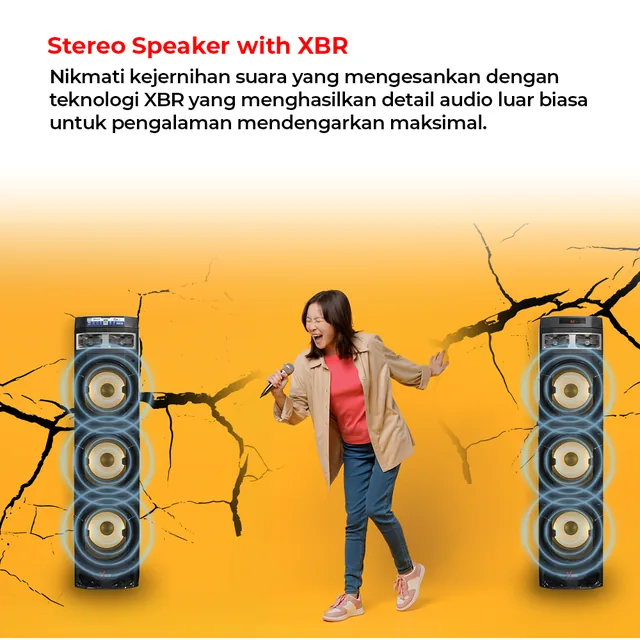 Stereo Speaker with XBR
Nikmati kejernihan suara yang mengesankan dengan
teknologi XBR yang menghasilkan detail audio luar biasa
untuk pengalaman mendengarkan maksimal.